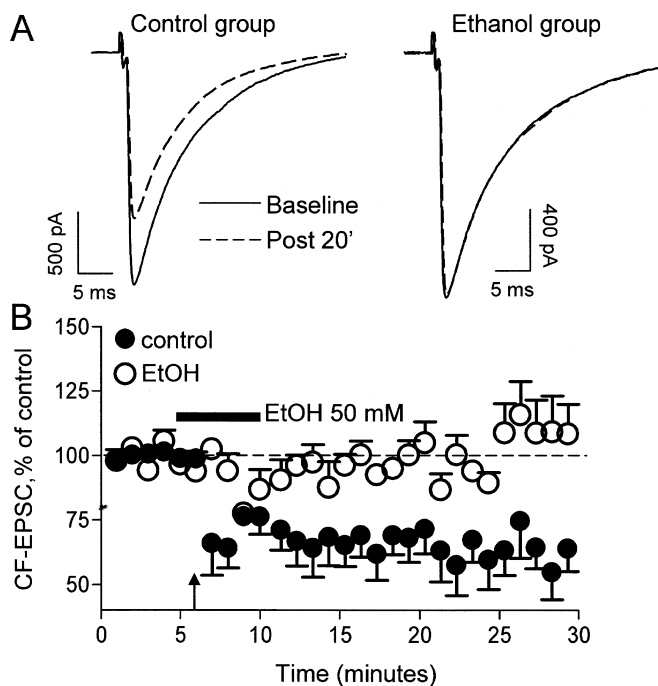 A
Control group
Ethanol group
Baseline
Post 20'
500 pA
5 ms
400 pA
5 ms
B
CF-EPSC, % of control
150
125
100
75
50
control
EtOH
EtOH 50 mM
0 5 10 15 20 25 30
Time (minutes)